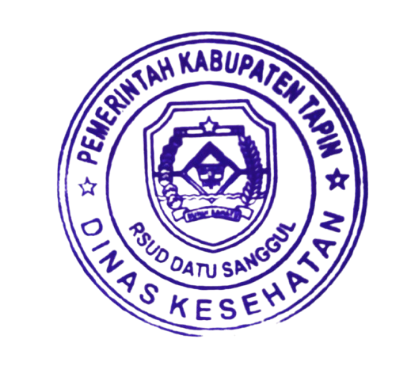 PEMERINTAH KABUPATEN TAPIN
RSUD DATU SANGGUL
DINAS KESEHATAN